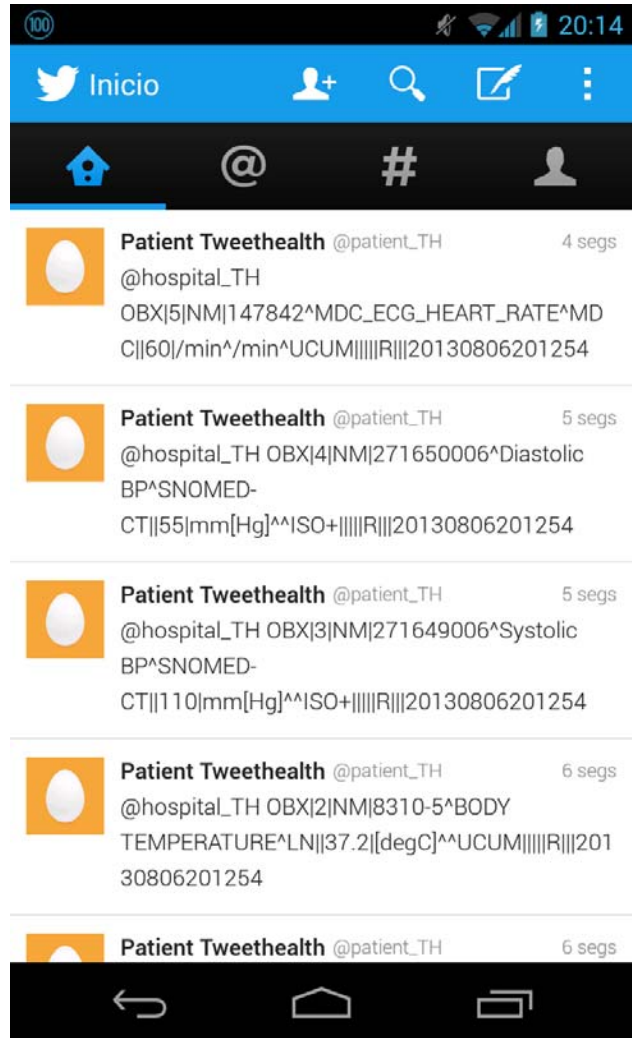 100
20:14
Inicio
@
#
Patient Tweethealth @patient_TH 4 segs
@hospital_TH
OBX|5|NM|147842^MDC_ECG_HEART_RATE^MD
C||60|/min^/min^UCUM|||||R|||20130806201254
Patient Tweethealth @patient_TH 5 segs
@hospital_TH OBX|4|NM|271650006^Diastolic
BP^SNOMED-
CT||55|mm[Hg]^^ISO+|||||R|||20130806201254
Patient Tweethealth @patient_TH 5 segs
@hospital_TH OBX|3|NM|271649006^Systolic
BP^SNOMED-
CT||110|mm[Hg]^^ISO+|||||R|||20130806201254
Patient Tweethealth @patient_TH 6 segs
@hospital_TH OBX|2|NM|8310-5^BODY
TEMPERATURE^LN||37.2|[degC]^^UCUM|||||R|||201
30806201254
Patient Tweethealth @patient_TH 6 segs